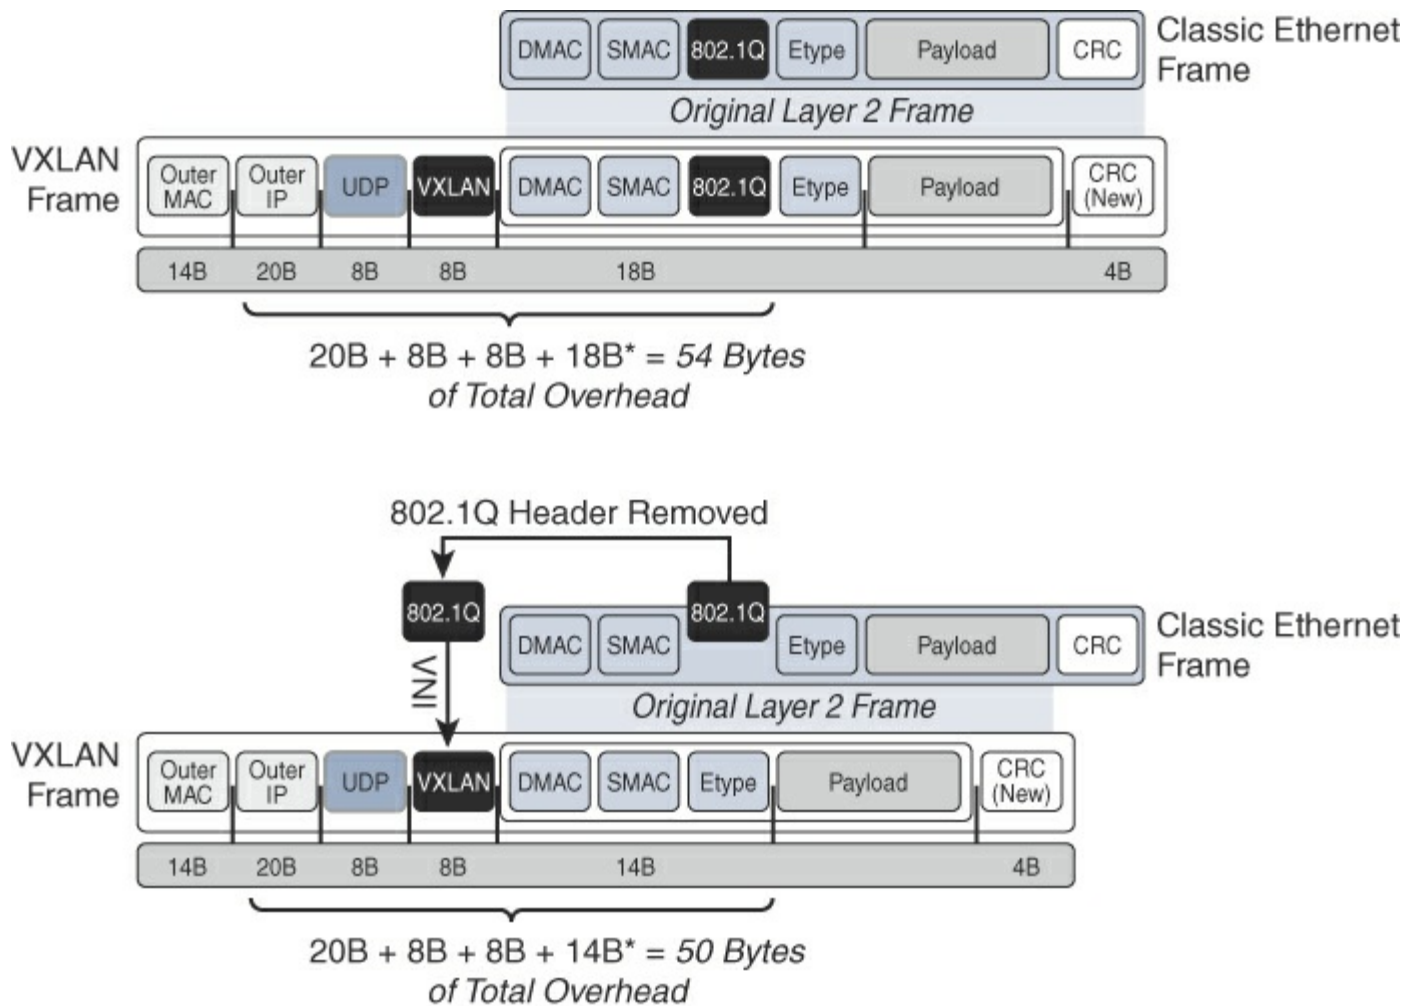 DMAC SMAC 802.1Q Etype Payload CRC
Classic Ethernet
Frame
Original Layer 2 Frame
VXLAN
Frame
Outer
MAC
Outer
IP
UDP VXLAN DMAC SMAC 802.1Q Etype Payload
CRC
(New)
14B 20B 8B 8B 18B 4B
20B + 8B + 8B + 18B* = 54 Bytes
of Total Overhead
802.1Q Header Removed
802.1Q 802.1Q
VNI
DMAC SMAC Etype Payload CRC
Classic Ethernet
Frame
Original Layer 2 Frame
VXLAN
Frame
Outer
MAC
Outer
IP
UDP VXLAN DMAC SMAC Etype Payload
CRC
(New)
14B 20B 8B 8B 14B 4B
20B + 8B + 8B + 14B* = 50 Bytes
of Total Overhead